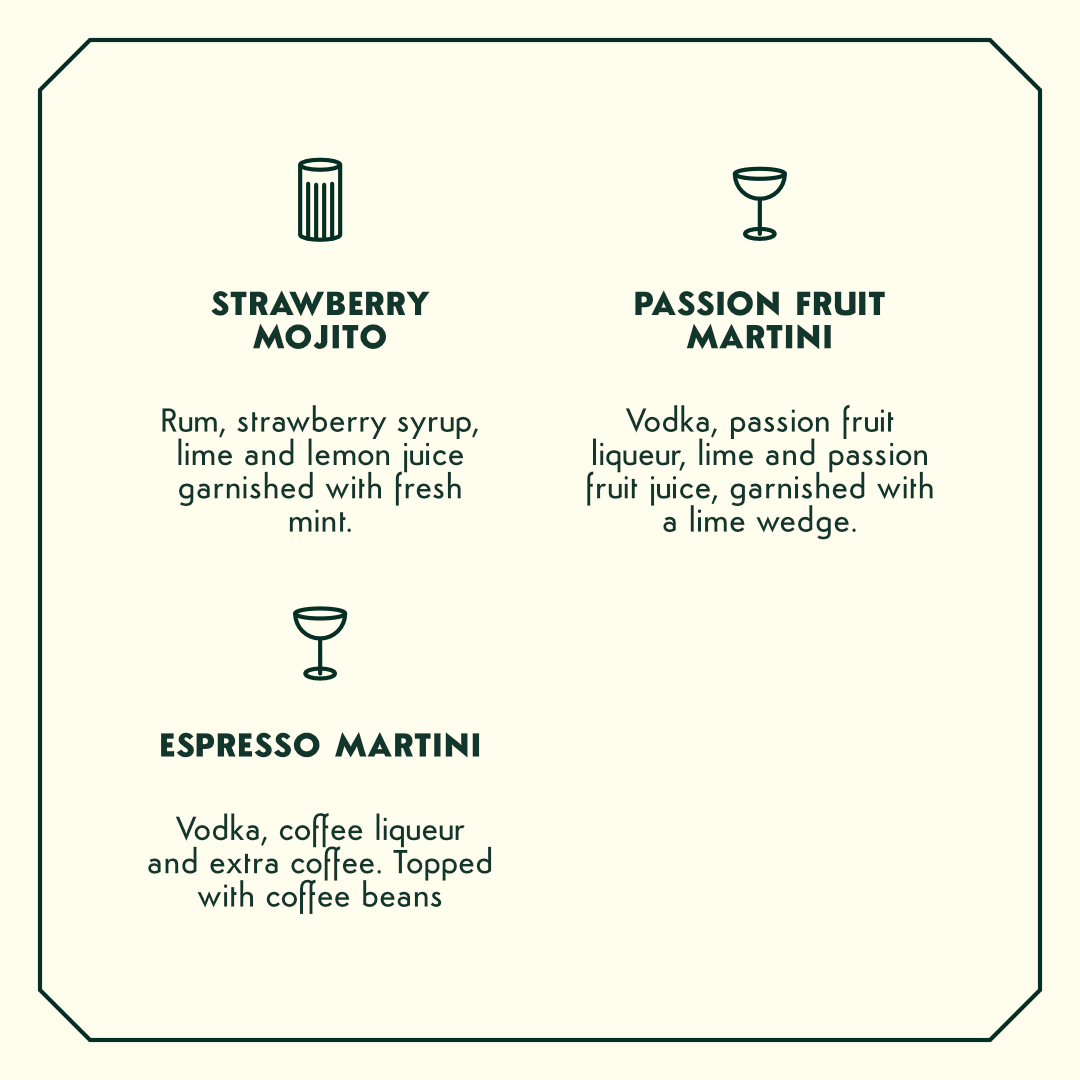 STRAWBERRY
MOJITO
Rum, strawberry syrup,
lime and lemon juice
garnished with fresh
mint.
PASSION FRUIT
MARTINI
Vodka, passion fruit
liqueur, lime and passion
fruit juice, garnished with
a lime wedge.
ESPRESSO MARTINI
Vodka, coffee liqueur
and extra coffee. Topped
with coffee beans